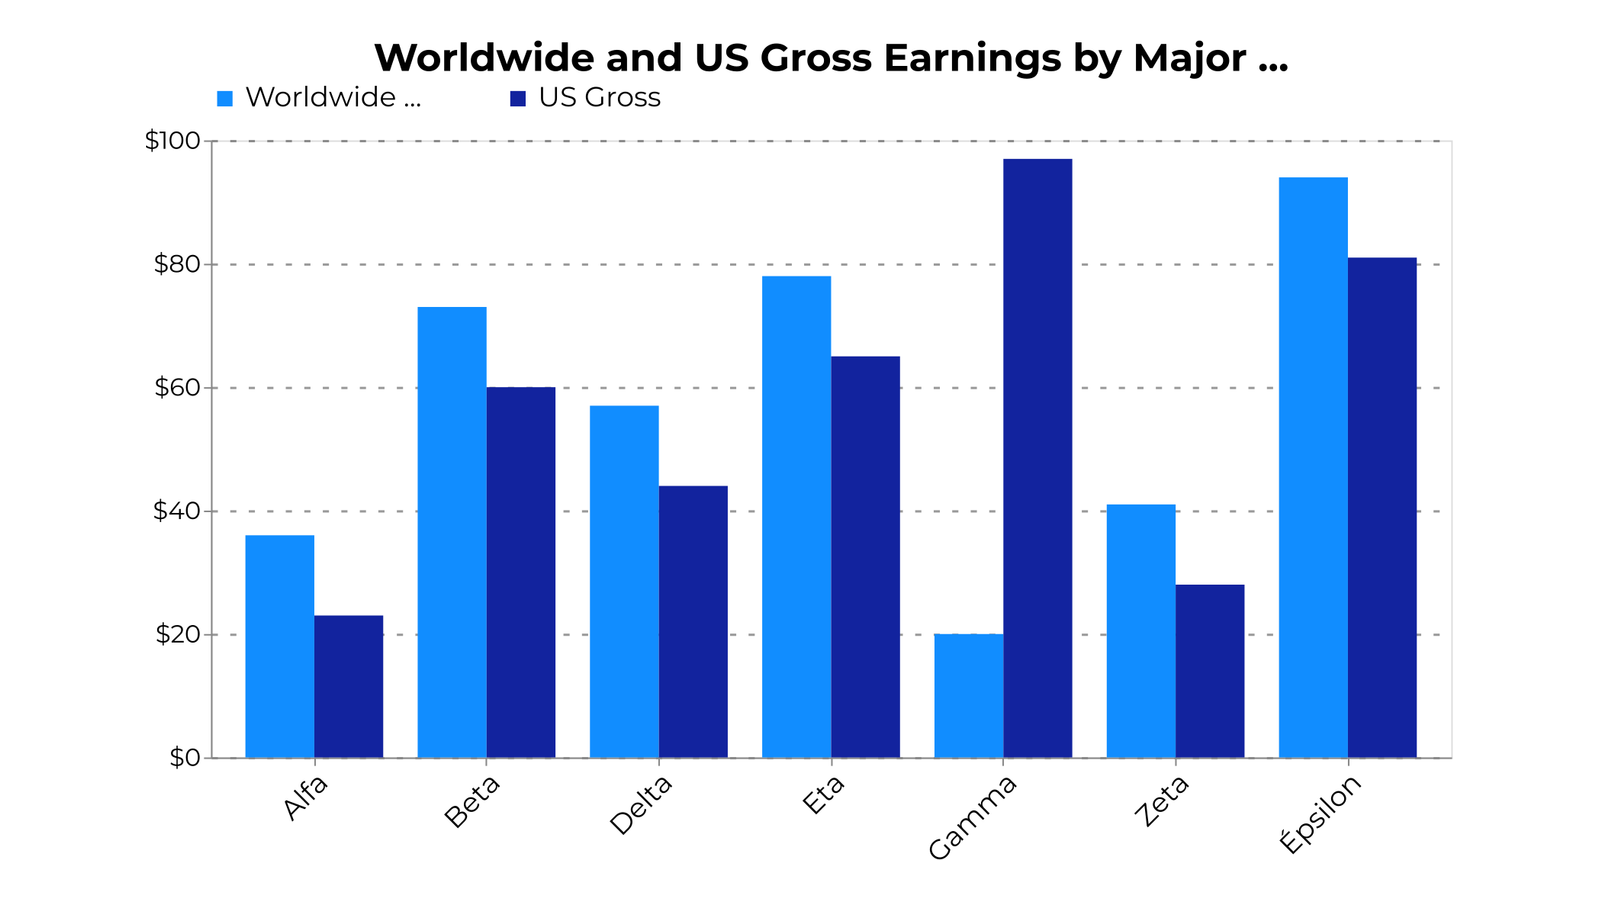 Worldwide and US Gross Earnings by Major ...
Worldwide ... US Gross
$100
$80
$60
$40
$20
$0
Alfa Beta Delta Eta Gamma Zeta Épsilon